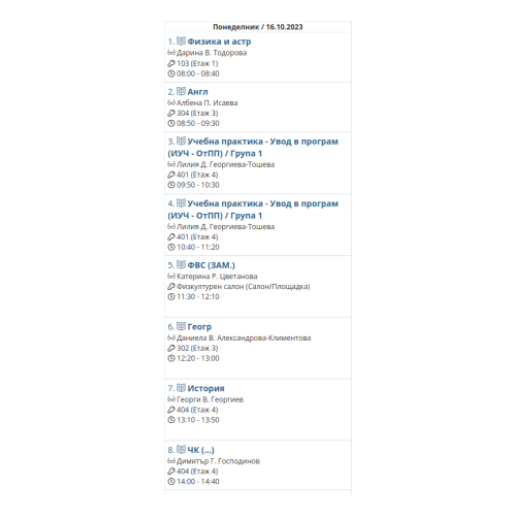 Понеделник / 16.10.2023
1. Физика и астр
Дарина В. Тодорова
103 (Етаж 1)
08:00 - 08:40
2. Англ
Албена П. Исаева
304 (Етаж 3)
08:50 - 09:30
3. Учебна практика - Увод в програм
(ИУЧ - ОтПП) / Група 1
Лилия Д. Георгиева-Тошева
401 (Етаж 4)
09:50 - 10:30
4. Учебна практика - Увод в програм
(ИУЧ - ОтПП) / Група 1
Лилия Д. Георгиева-Тошева
401 (Етаж 4)
10:40 - 11:20
5. ФВС (ЗАМ.)
Катерина Р. Цветанова
Физкултурен салон (Салон/Площадка)
11:30 - 12:10
6. Геогр
Даниела В. Александрова-Климентова
302 (Етаж 3)
12:20 - 13:00
7. История
Георги В. Георгиев
404 (Етаж 4)
13:10 - 13:50
8. ЧК (...)
Димитър Г. Господинов
404 (Етаж 4)
14:00 - 14:40